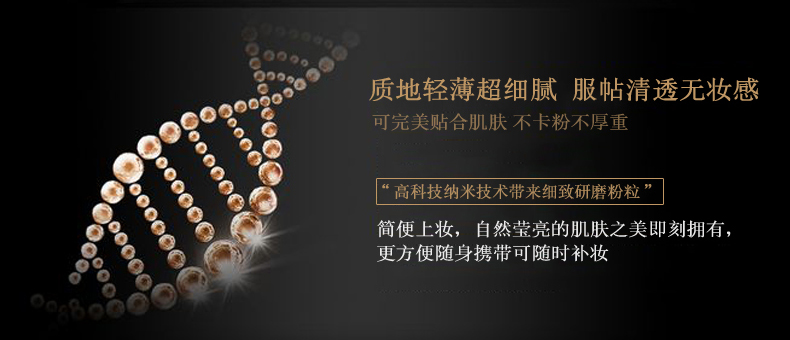 质地轻薄超细腻 服帖清透无妆感
可完美贴合肌肤 不卡粉不厚重
“高科技纳米技术带来细致研磨粉粒”
简便上妆，自然莹亮的肌肤之美即刻拥有，
更方便随身携带可随时补妆